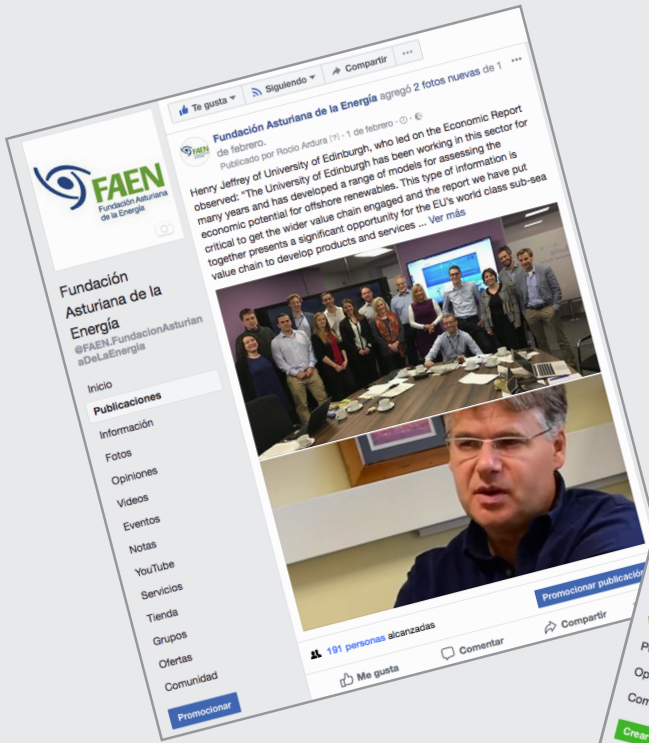 Te gusta Siguiendo Compartir ...
FAEN
Fundación Asturiana
de la Energía
Fundación
Asturiana de la
Energía
@FAEN.FundacionAsturian
aDeLaEnergia
Inicio
Publicaciones
Información
Fotos
Opiniones
Videos
Eventos
Notas
YouTube
Servicios
Tienda
Grupos
Ofertas
Comunidad
Promocionar
FAEN
Fundación Asturiana de la Energía agregó 2 fotos nuevas de 1 ...
de febrero.
Publicado por Rocio Ardura [?] · 1 de febrero ·
Henry Jeffrey of University of Edinburgh, who led on the Economic Report
observed: "The University of Edinburgh has been working in this sector for
many years and has developed a range of models for assessing the
economic potential for offshore renewables. This type of information is
critical to get the wider value chain engaged and the report we have put
together presents a significant opportunity for the EU's world class sub-sea
value chain to develop products and services ... Ver más
191 personas alcanzadas
Promocionar publicación
Me gusta Comentar Compartir
Crear